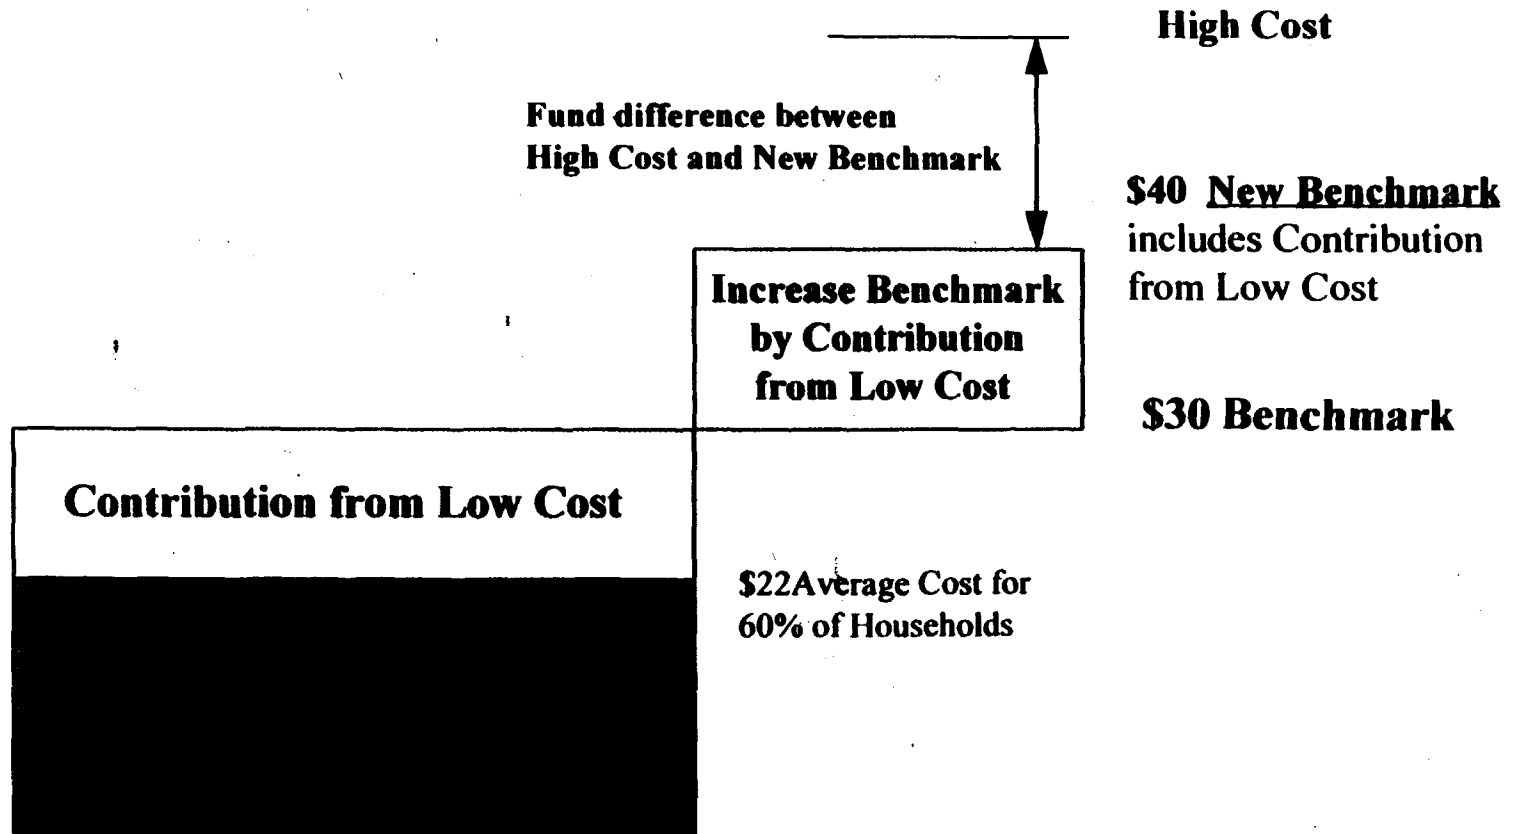 High Cost
Fund difference between
High Cost and New Benchmark
$40 New Benchmark
includes Contribution
from Low Cost
Increase Benchmark
by Contribution
from Low Cost
$30 Benchmark
Contribution from Low Cost
$22Average Cost for
60% of Households